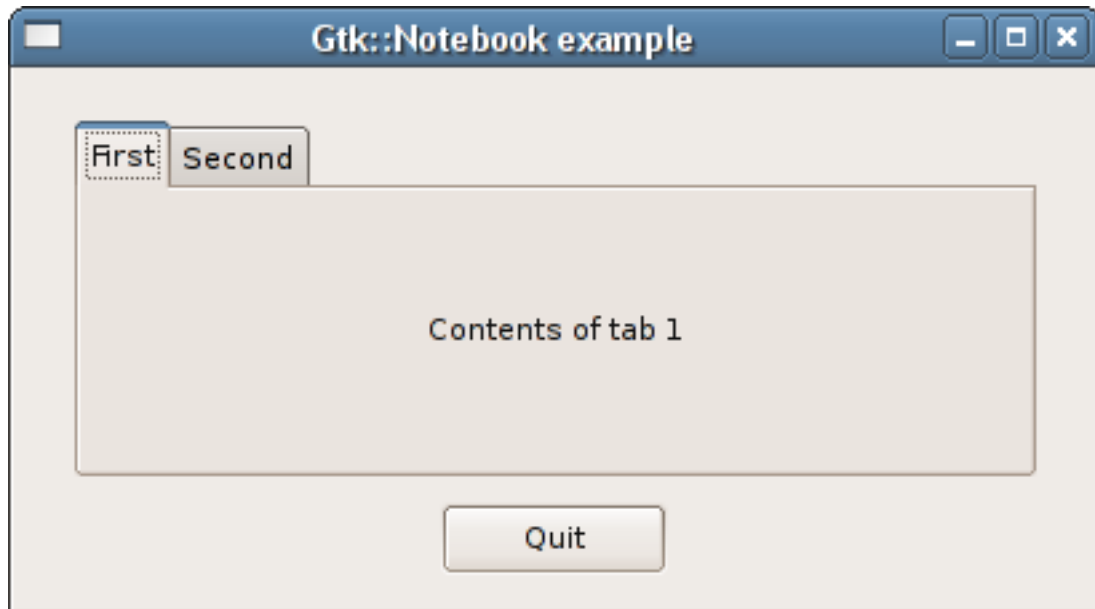 Gtk::Notebook example
First Second
Contents of tab 1
Quit